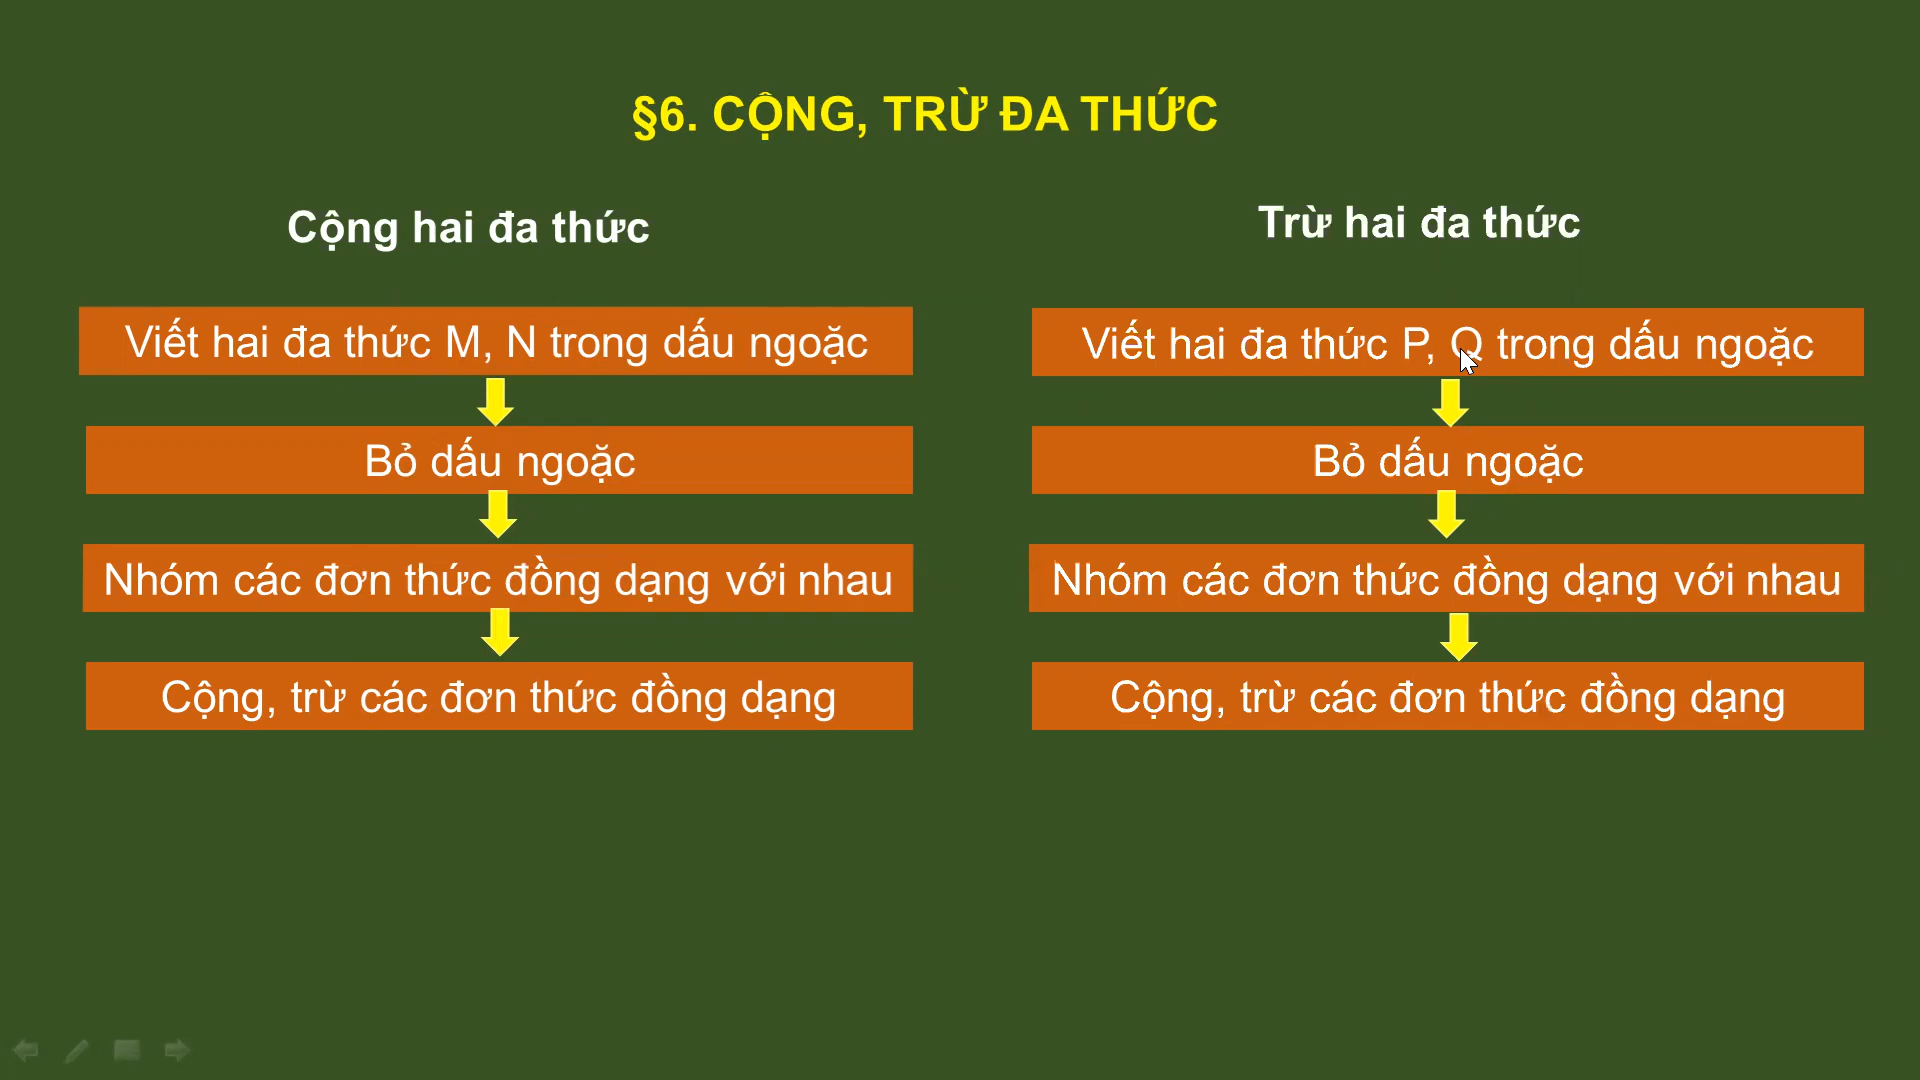 §6. CỘNG, TRỪ ĐA THỨC
Cộng hai đa thức
Viết hai đa thức M, N trong dấu ngoặc
Bỏ dấu ngoặc
Nhóm các đơn thức đồng dạng với nhau
Cộng, trừ các đơn thức đồng dạng
Trừ hai đa thức
Viết hai đa thức P, Q trong dấu ngoặc
Bỏ dấu ngoặc
Nhóm các đơn thức đồng dạng với nhau
Cộng, trừ các đơn thức đồng dạng